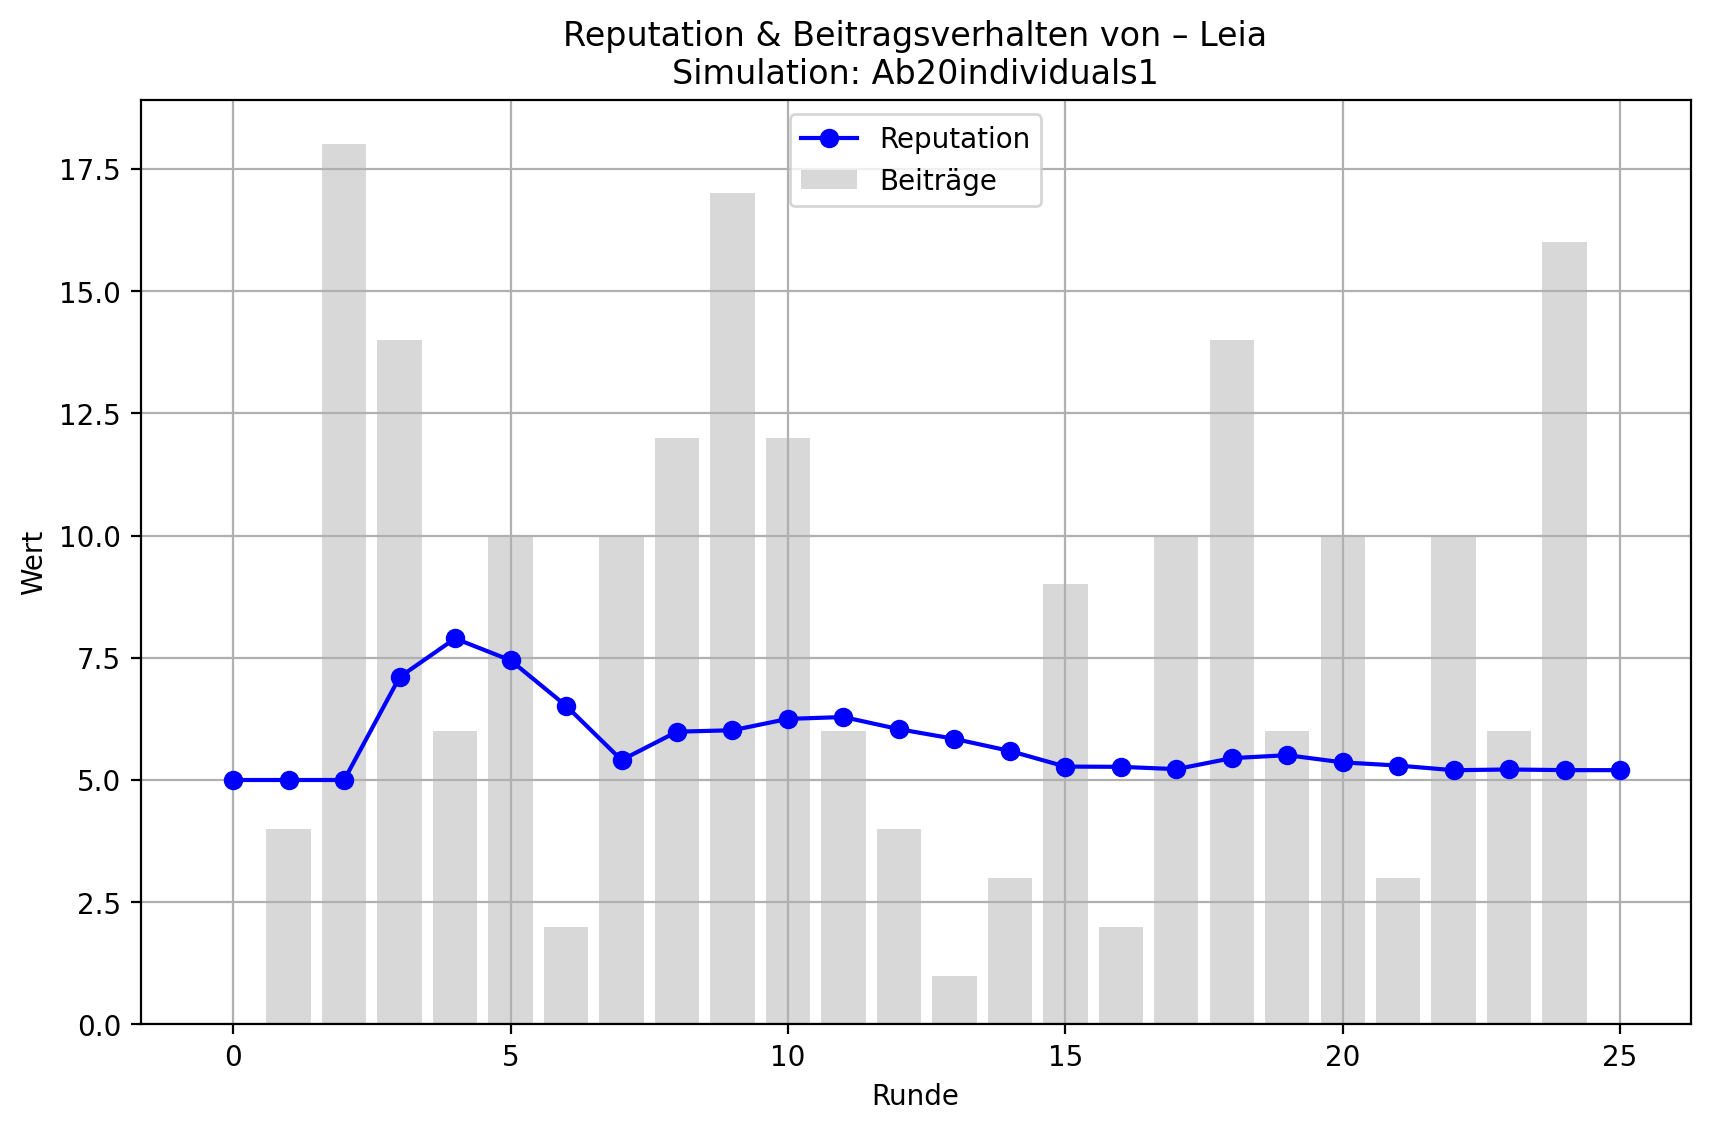 Reputation & Beitragsverhalten von – Leia
Simulation: Ab20individuals1
Reputation
Beiträge
17.5
15.0
12.5
10.0
7.5
5.0
2.5
0.0
Wert
0 5 10 15 20 25
Runde